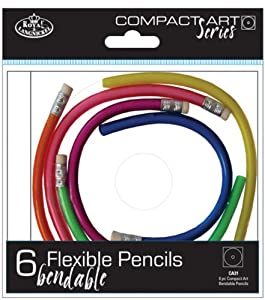 ROYAL
& LANGNICKEL
COMPACT ART
Series
6 Flexible Pencils
bendable
CA11
6 pc Compact Art
Bendable Pencils